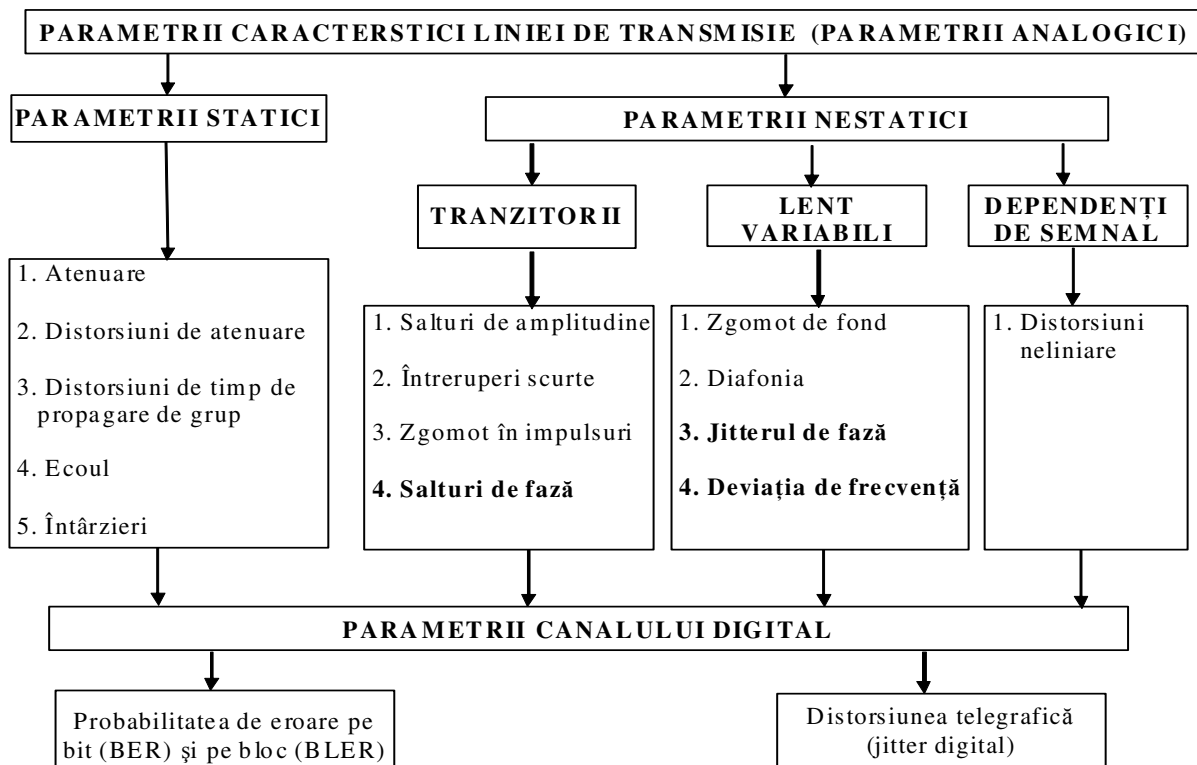 PARAMETRII CARACTERSTICI LINIEI DE TRANSMISIE (PARAMETRII ANALOGICI)
PARAMETRII STATICI
PARAMETRII NESTATICI
TRANZITORII
LENT
VARIABILI
DEPENDENȚI
DE SEMNAL
1. Atenuare
2. Distorsiuni de atenuare
3. Distorsiuni de timp de
propagare de grup
4. Ecoul
5. Întârzieri
1. Salturi de amplitudine
2. Întreruperi scurte
3. Zgomot în impulsuri
4. Salturi de fază
1. Zgomot de fond
2. Diafonia
3. Jitterul de fază
4. Deviația de frecvență
1. Distorsiuni
neliniare
PARAMETRII CANALULUI DIGITAL
Probabilitatea de eroare pe
bit (BER) şi pe bloc (BLER)
Distorsiunea telegrafică
(jitter digital)